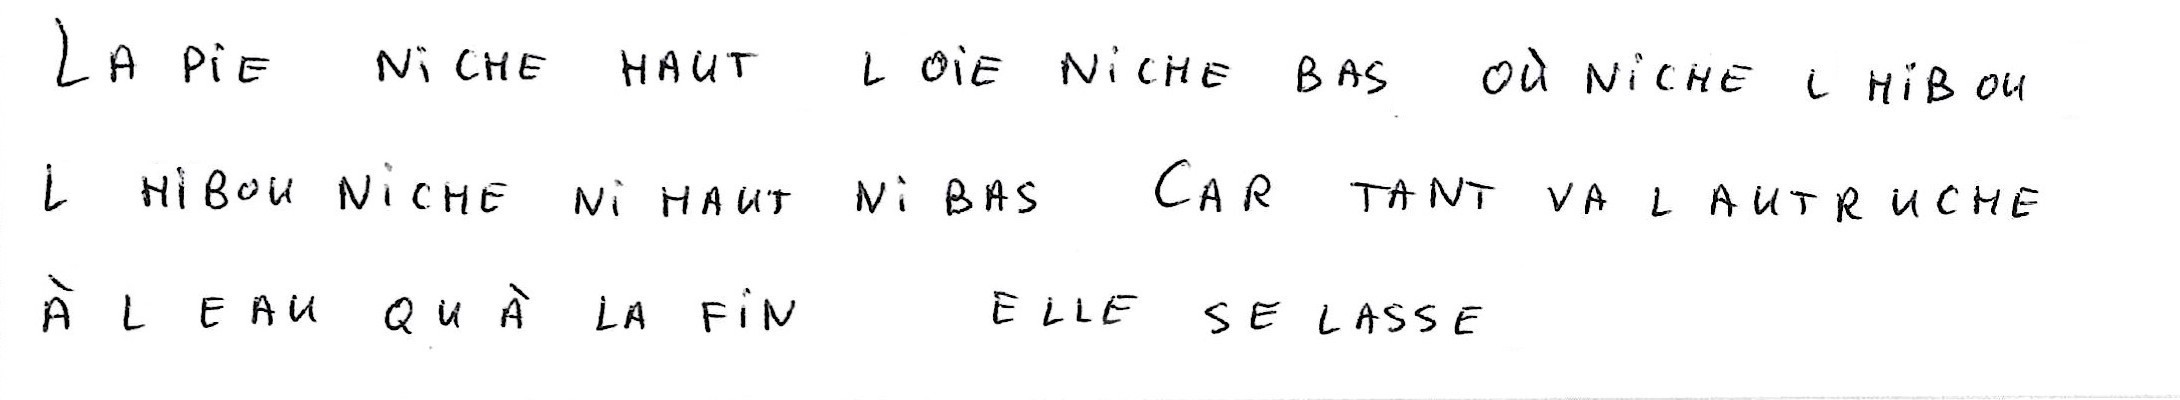 LA PIE NICHE HAUT L OIE NICHE BAS OÙ NICHE L HIBOU
L HIBOU NICHE NI HAUT NI BAS CAR TANT VA L AUTRUCHE
À L EAU QU À LA FIN ELLE SE LASSE